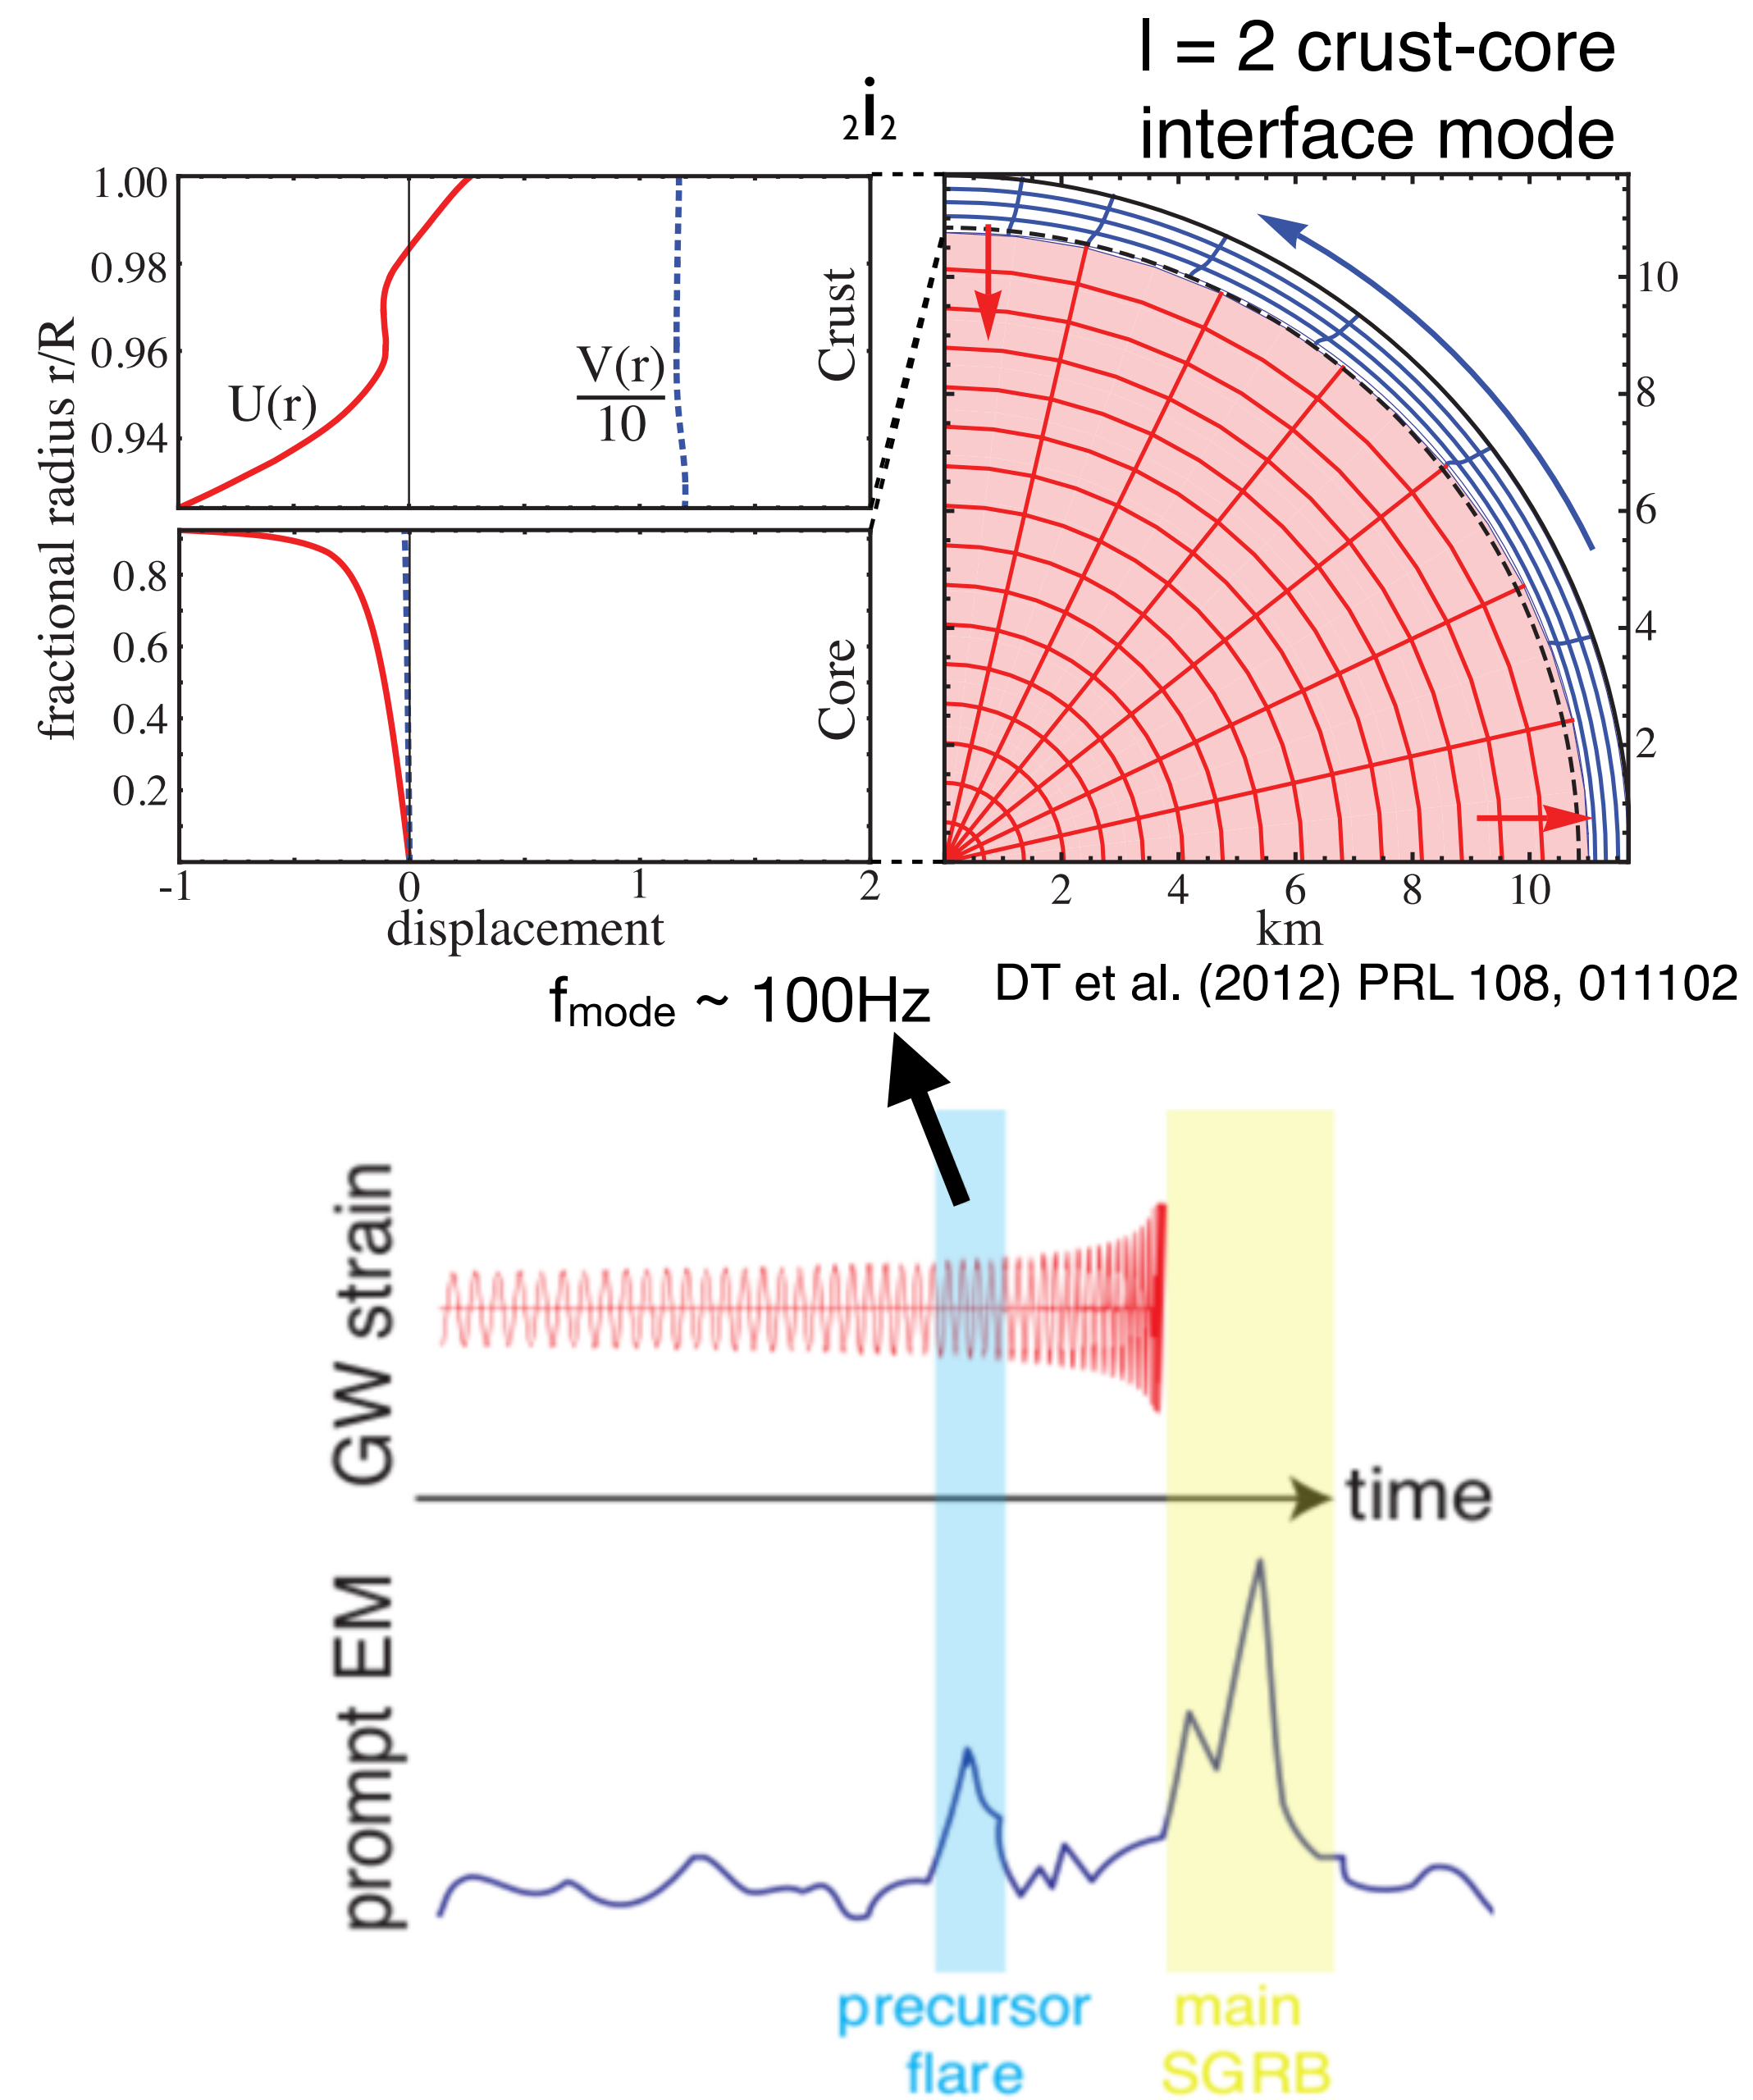 l = 2 crust-core
interface mode
₂i₂
1.00
0.98
0.96
0.94
U(r)
V(r)
10
Crust
fractional radius r/R
0.8
0.6
0.4
0.2
Core
-1
0
1
2
displacement
10
8
6
4
2
2
4
6
8
10
km
f_mode ~ 100Hz
DT et al. (2012) PRL 108, 011102
GW strain
time
prompt EM
precursor
flare
main
SGRB